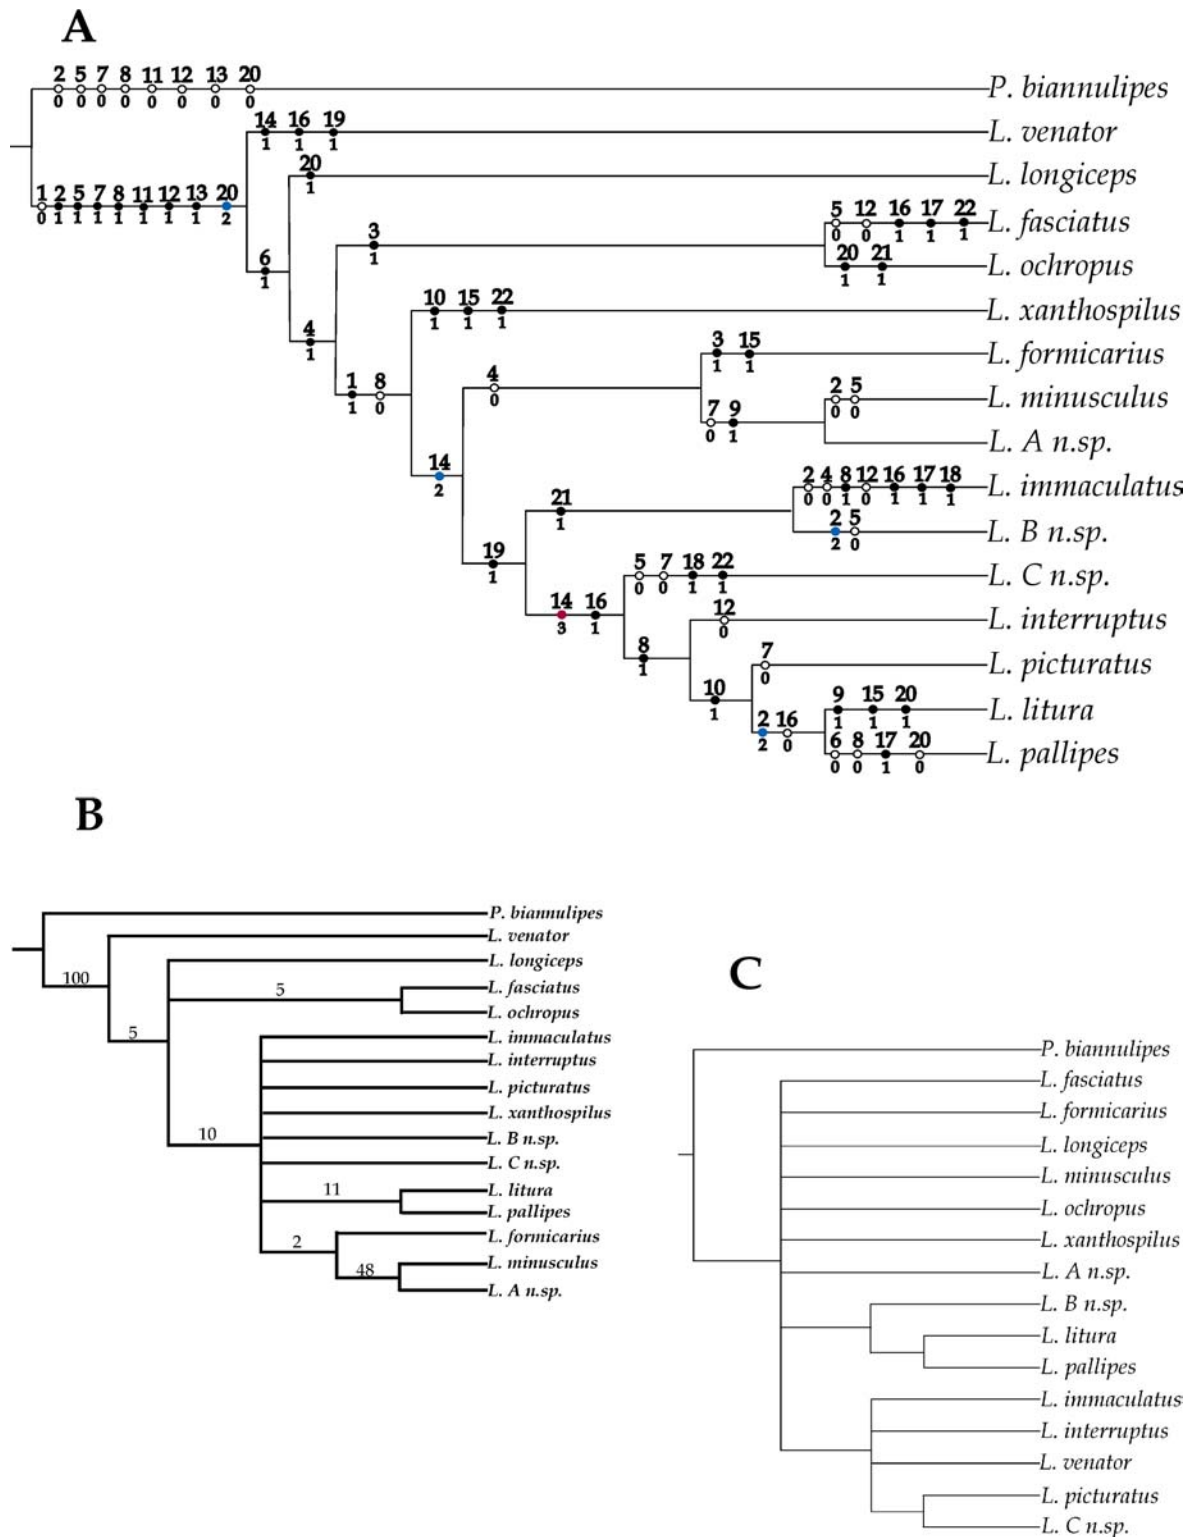 A
2 5 7 8 11 12 13 20
0 0 0 0 0 0 0 0
P. biannulipes
14 16 19
1 1 1
L. venator
20
1
L. longiceps
1 2 5 7 8 11 12 13 20
0 1 1 1 1 1 1 1 2
5 12 16 17 22
0 0 1 1 1
L. fasciatus
3
1
20 21
1 1
L. ochropus
6
1
10 15 22
1 1 1
L. xanthospilus
4
1
3 15
1 1
L. formicarius
1 8
1 0
4
0
2 5
0 0
L. minusculus
7 9
0 1
L. A n.sp.
14
2
2 4 8 12 16 17 18
0 0 1 0 1 1 1
L. immaculatus
21
1
2 5
2 0
L. B n.sp.
19
1
5 7 18 22
0 0 1 1
L. C n.sp.
14 16
3 1
12
0
L. interruptus
8
1
7
0
L. picturatus
10
1
9 15 20
1 1 1
L. litura
2 16
2 0
6 8 17 20
0 0 1 0
L. pallipes
B
P. biannulipes
L. venator
L. longiceps
100
5
L. fasciatus
L. ochropus
5
L. immaculatus
L. interruptus
L. picturatus
L. xanthospilus
10
L. B n.sp.
L. C n.sp.
11
L. litura
L. pallipes
2
L. formicarius
48
L. minusculus
L. A n.sp.
C
P. biannulipes
L. fasciatus
L. formicarius
L. longiceps
L. minusculus
L. ochropus
L. xanthospilus
L. A n.sp.
L. B n.sp.
L. litura
L. pallipes
L. immaculatus
L. interruptus
L. venator
L. picturatus
L. C n.sp.